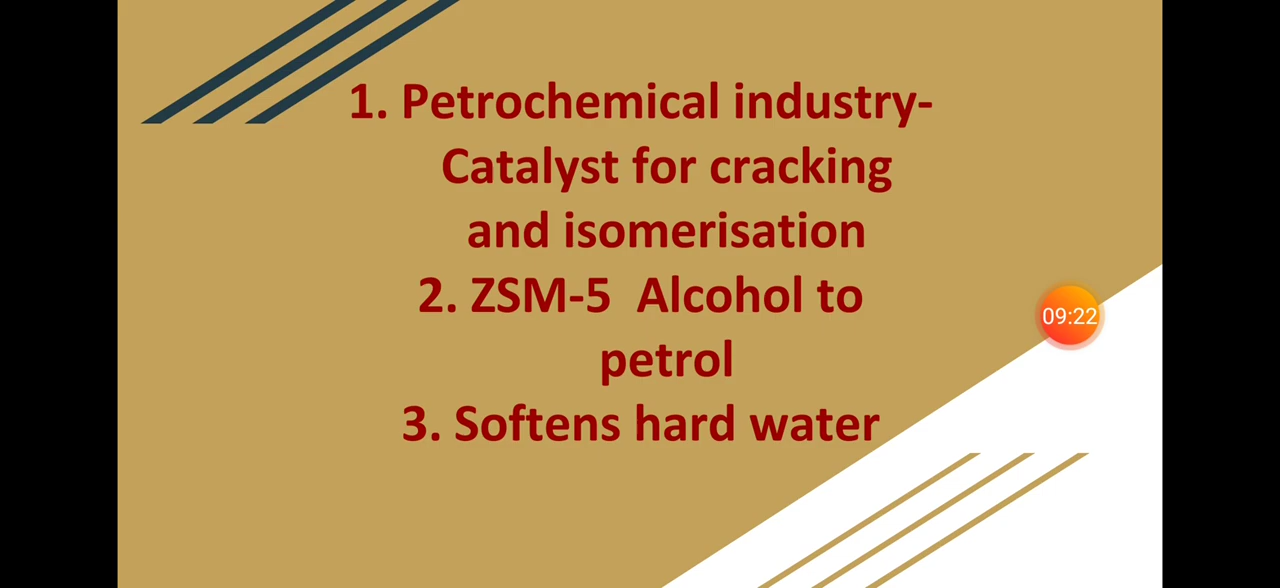 1. Petrochemical industry-
Catalyst for cracking
and isomerisation
2. ZSM-5  Alcohol to
petrol
3. Softens hard water
09:22